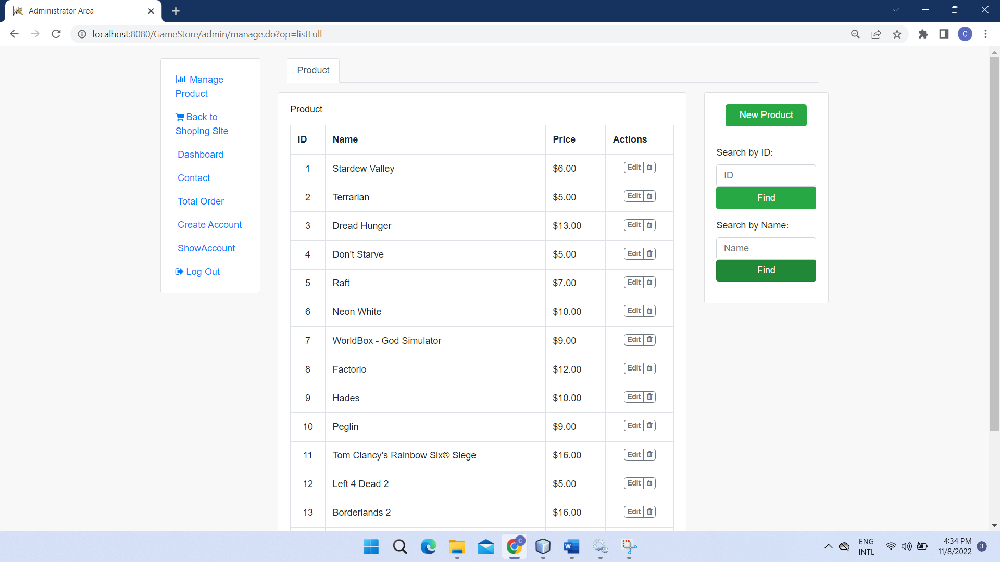 Administrator Area
localhost:8080/GameStore/admin/manage.do?op=listFull
C
Manage
Product
Back to
Shoping Site
Dashboard
Contact
Total Order
Create Account
ShowAccount
Log Out
Product
Product
ID Name Price Actions
1 Stardew Valley $6.00 Edit
2 Terrarian $5.00 Edit
3 Dread Hunger $13.00 Edit
4 Don't Starve $5.00 Edit
5 Raft $7.00 Edit
6 Neon White $10.00 Edit
7 WorldBox - God Simulator $9.00 Edit
8 Factorio $12.00 Edit
9 Hades $10.00 Edit
10 Peglin $9.00 Edit
11 Tom Clancy's Rainbow Six® Siege $16.00 Edit
12 Left 4 Dead 2 $5.00 Edit
13 Borderlands 2 $16.00 Edit
New Product
Search by ID:
ID
Find
Search by Name:
Name
Find
C
W
ENG
INTL
4:34 PM
11/8/2022
3